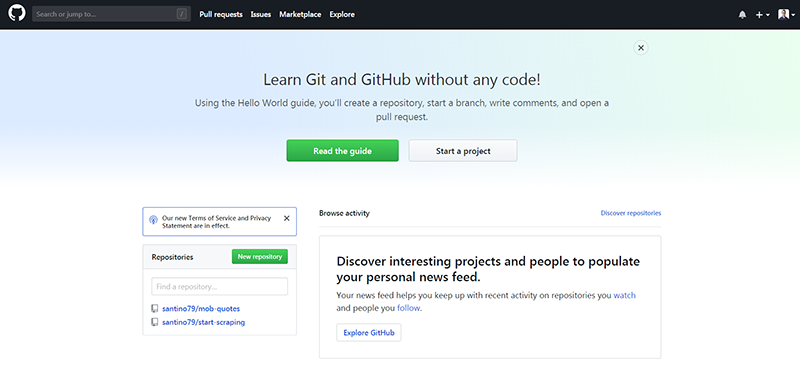 Search or jump to... /
Pull requests Issues Marketplace Explore
Learn Git and GitHub without any code!
Using the Hello World guide, you'll create a repository, start a branch, write comments, and open a
pull request.
Read the guide
Start a project
Our new Terms of Service and Privacy
Statement are in effect.
Repositories
New repository
Find a repository...
santino79/mob-quotes
santino79/start-scraping
Browse activity
Discover repositories
Discover interesting projects and people to populate
your personal news feed.
Your news feed helps you keep up with recent activity on repositories you watch
and people you follow.
Explore GitHub